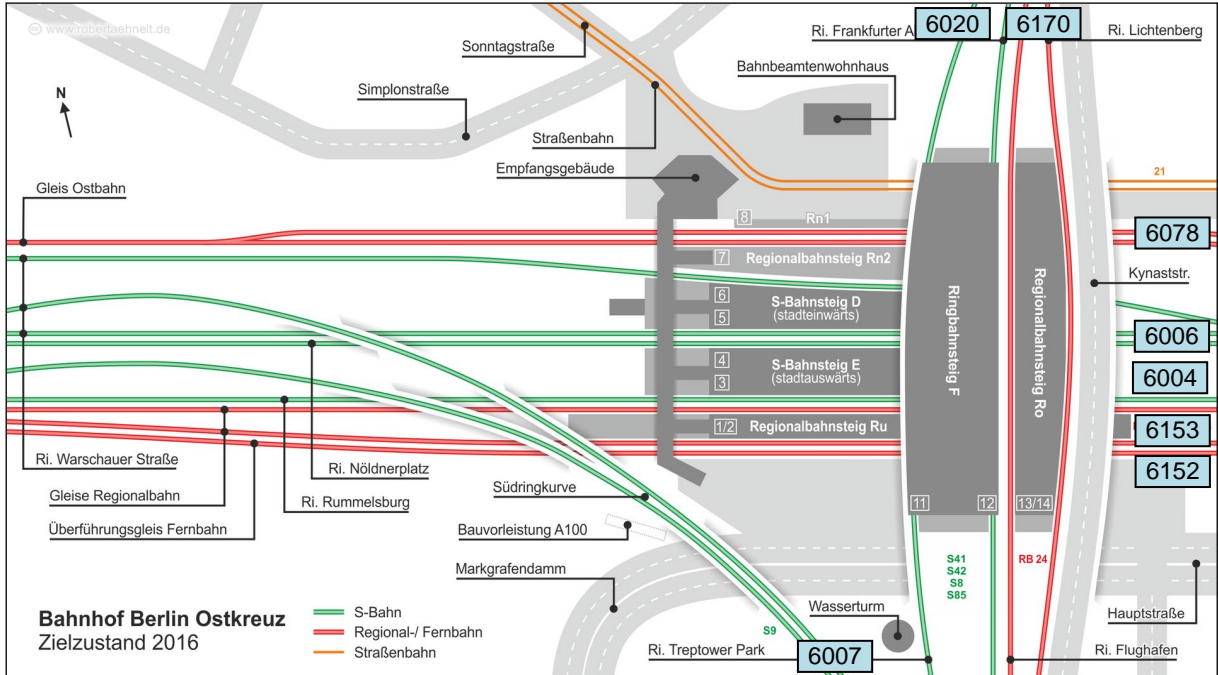 www.robertaehnelt.de
Sonntagstraße
Ri. Frankfurter A
6020
6170
Ri. Lichtenberg
Bahnbeamtenwohnhaus
Simplonstraße
N
Straßenbahn
Empfangsgebäude
21
Gleis Ostbahn
8 Rn1
6078
7 Regionalbahnsteig Rn2
Kynaststr.
6 S-Bahnsteig D
5 (stadteinwärts)
Ringbahnsteig F
Regionalbahnsteig Ro
6006
4 S-Bahnsteig E
3 (stadtauswärts)
6004
1/2 Regionalbahnsteig Ru
6153
Ri. Warschauer Straße
Ri. Nöldnerplatz
6152
Gleise Regionalbahn
Ri. Rummelsburg
Südringkurve
11
12
13/14
Überführungsgleis Fernbahn
Bauvorleistung A100
Markgrafendamm
S41
S42
S8
S85
RB 24
Bahnhof Berlin Ostkreuz
Zielzustand 2016
S-Bahn
Regional-/ Fernbahn
Straßenbahn
Wasserturm
Hauptstraße
S9
Ri. Treptower Park
6007
Ri. Flughafen